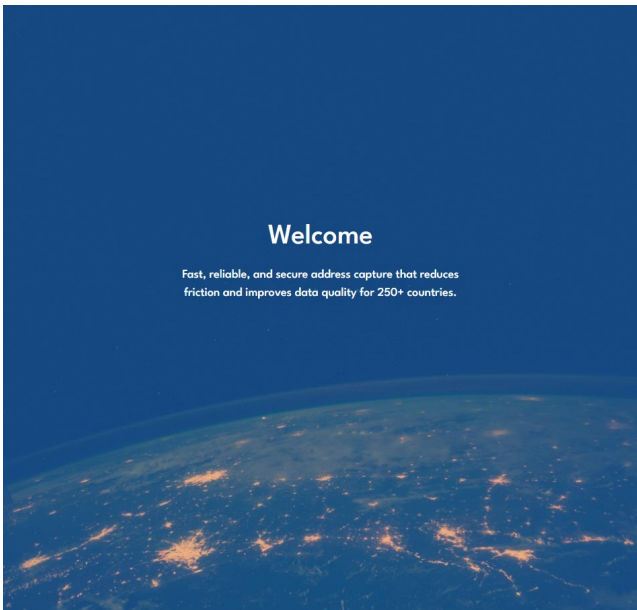 Welcome
Fast, reliable, and secure address capture that reduces
friction and improves data quality for 250+ countries.